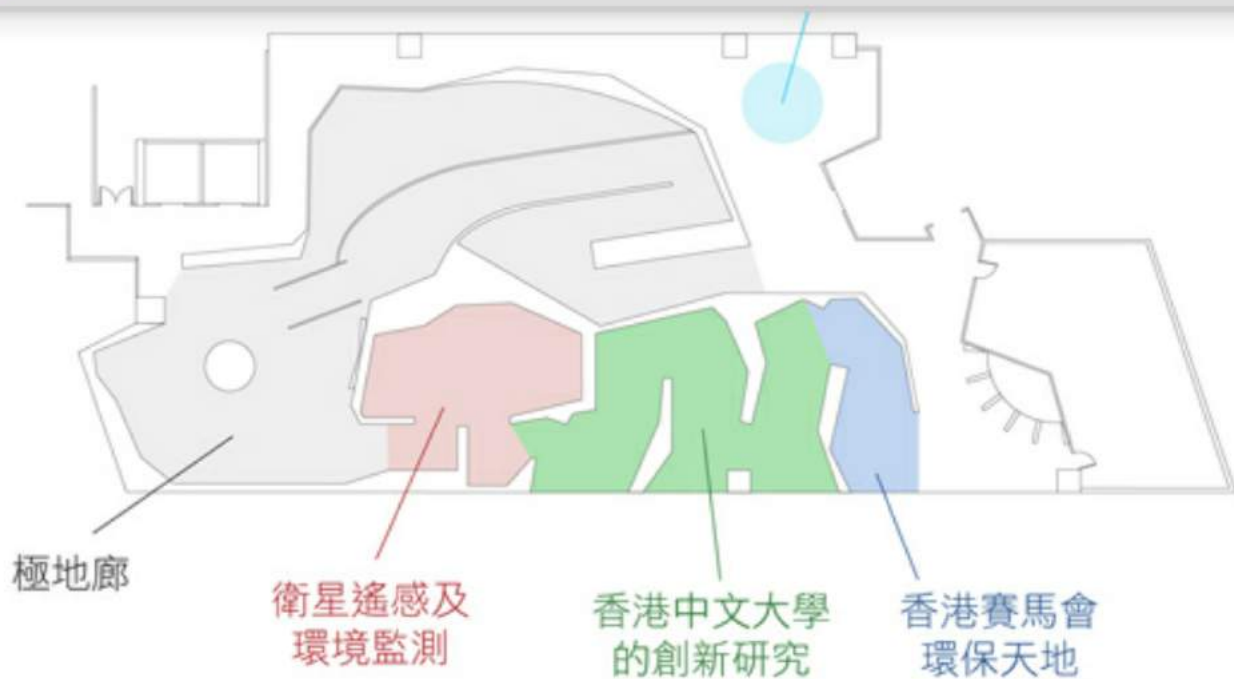 極地廊
衛星遙感及
環境監測
香港中文大學
的創新研究
香港賽馬會
環保天地